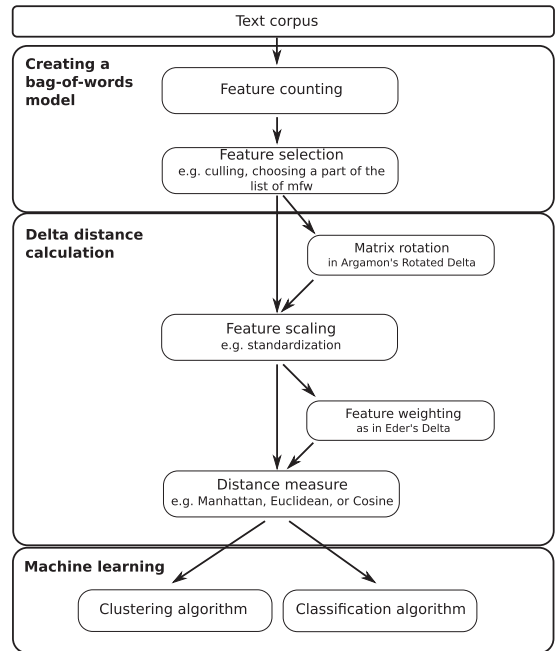 Text corpus
Creating a
bag-of-words
model
Feature counting
Feature selection
e.g. culling, choosing a part of the
list of mfw
Delta distance
calculation
Matrix rotation
in Argamon's Rotated Delta
Feature scaling
e.g. standardization
Feature weighting
as in Eder's Delta
Distance measure
e.g. Manhattan, Euclidean, or Cosine
Machine learning
Clustering algorithm
Classification algorithm